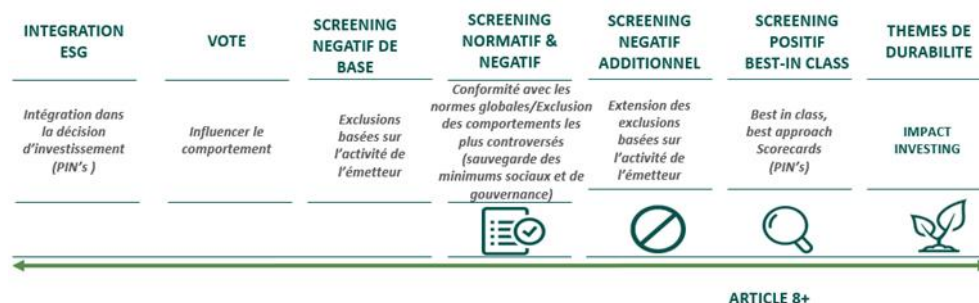 INTEGRATION
ESG
VOTE
SCREENING
NEGATIF DE
BASE
SCREENING
NORMATIF &
NEGATIF
SCREENING
NEGATIF
ADDITIONNEL
SCREENING
POSITIF
BEST-IN CLASS
THEMES DE
DURABILITE
Intégration dans
la décision
d'investissement
(PIN's )
Influencer le
comportement
Exclusions
basées sur
l'activité de
l'émetteur
Conformité avec les
normes globales/Exclusion
des comportements les
plus controversés
(sauvegarde des
minimums sociaux et de
gouvernance)
Extension des
exclusions
basées sur
l'activité de
l'émetteur
Best in class,
best approach
Scorecards
(PIN's)
IMPACT
INVESTING
ARTICLE 8+